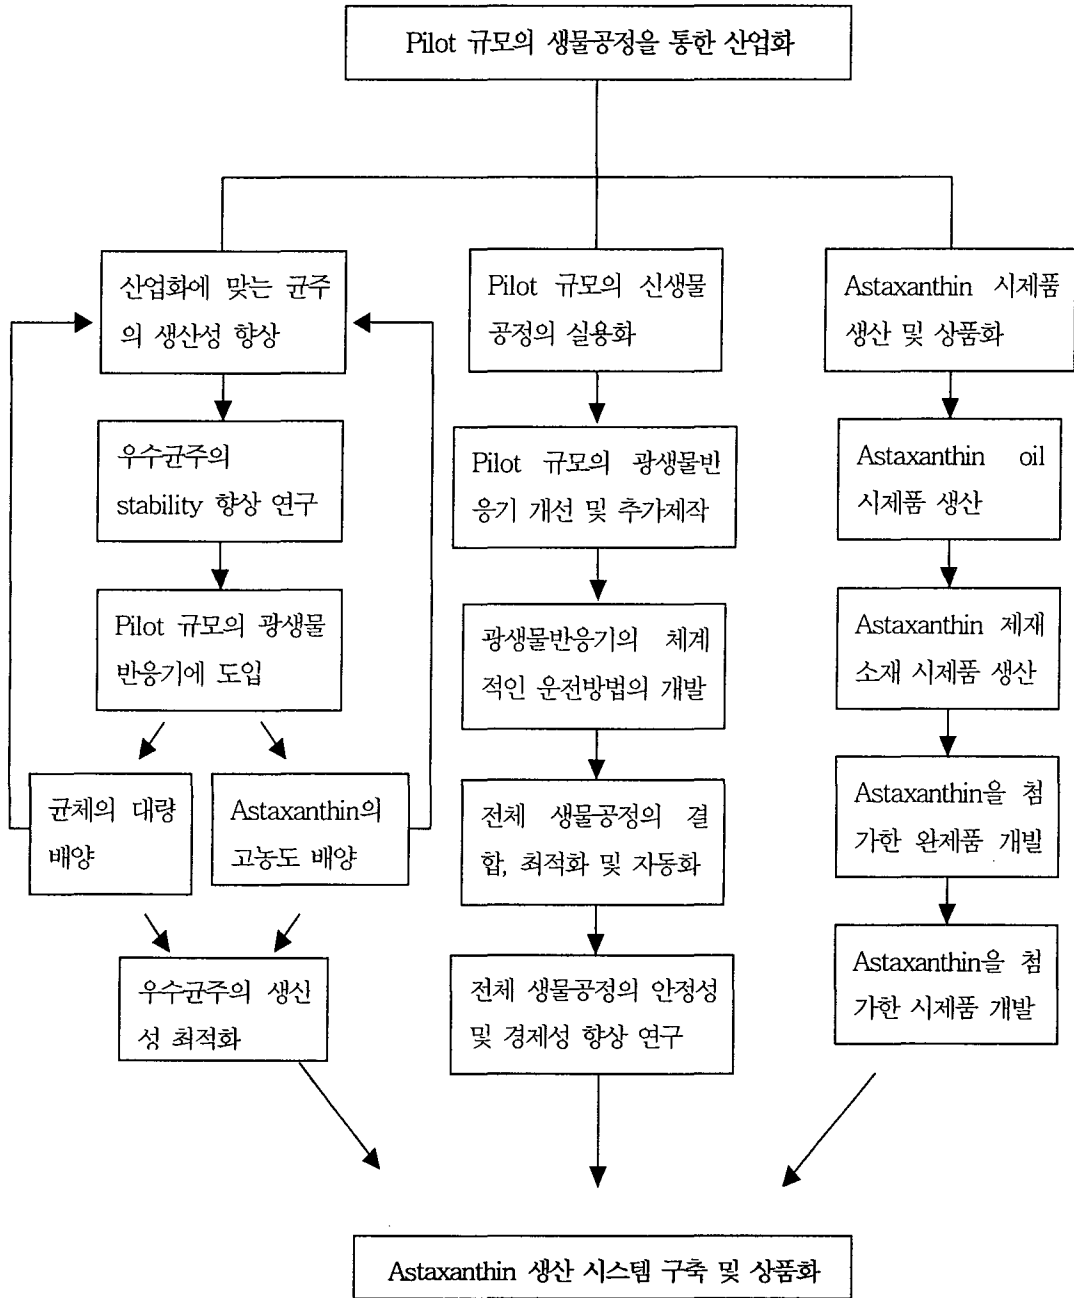 Pilot 규모의 생물공정을 통한 산업화
산업화에 맞는 균주
의 생산성 향상
우수균주의
stability 향상 연구
Pilot 규모의 광생물
반응기에 도입
균체의 대량
배양
Astaxanthin의
고농도 배양
우수균주의 생산
성 최적화
Pilot 규모의 신생물
공정의 실용화
Pilot 규모의 광생물반
응기 개선 및 추가제작
광생물반응기의 체계
적인 운전방법의 개발
전체 생물공정의 결
합, 최적화 및 자동화
전체 생물공정의 안정성
및 경제성 향상 연구
Astaxanthin 시제품
생산 및 상품화
Astaxanthin oil
시제품 생산
Astaxanthin 제재
소재 시제품 생산
Astaxanthin을 첨
가한 완제품 개발
Astaxanthin을 첨
가한 시제품 개발
Astaxanthin 생산 시스템 구축 및 상품화